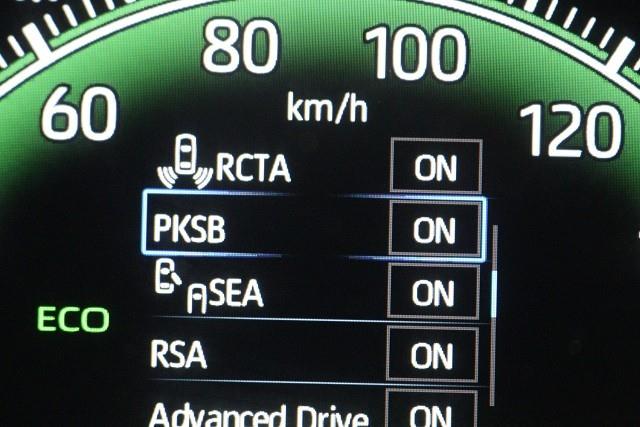 80 100
60 km/h 120
RCTA ON
PKSB ON
SEA ON
ECO
RSA ON
Advanced Drive ON